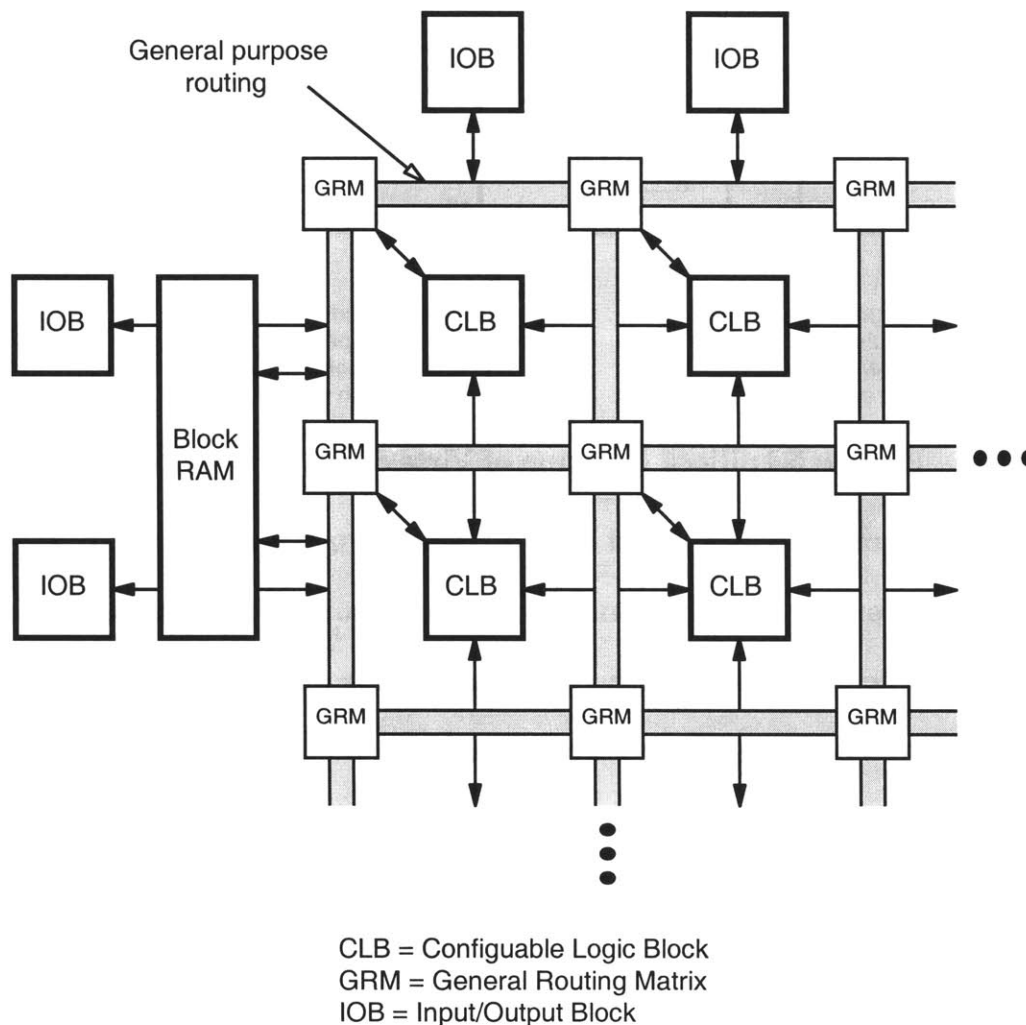 General purpose
routing
IOB
IOB
GRM
GRM
GRM
IOB
CLB
CLB
Block
RAM
GRM
GRM
GRM
IOB
CLB
CLB
GRM
GRM
GRM
CLB = Configuable Logic Block
GRM = General Routing Matrix
IOB = Input/Output Block